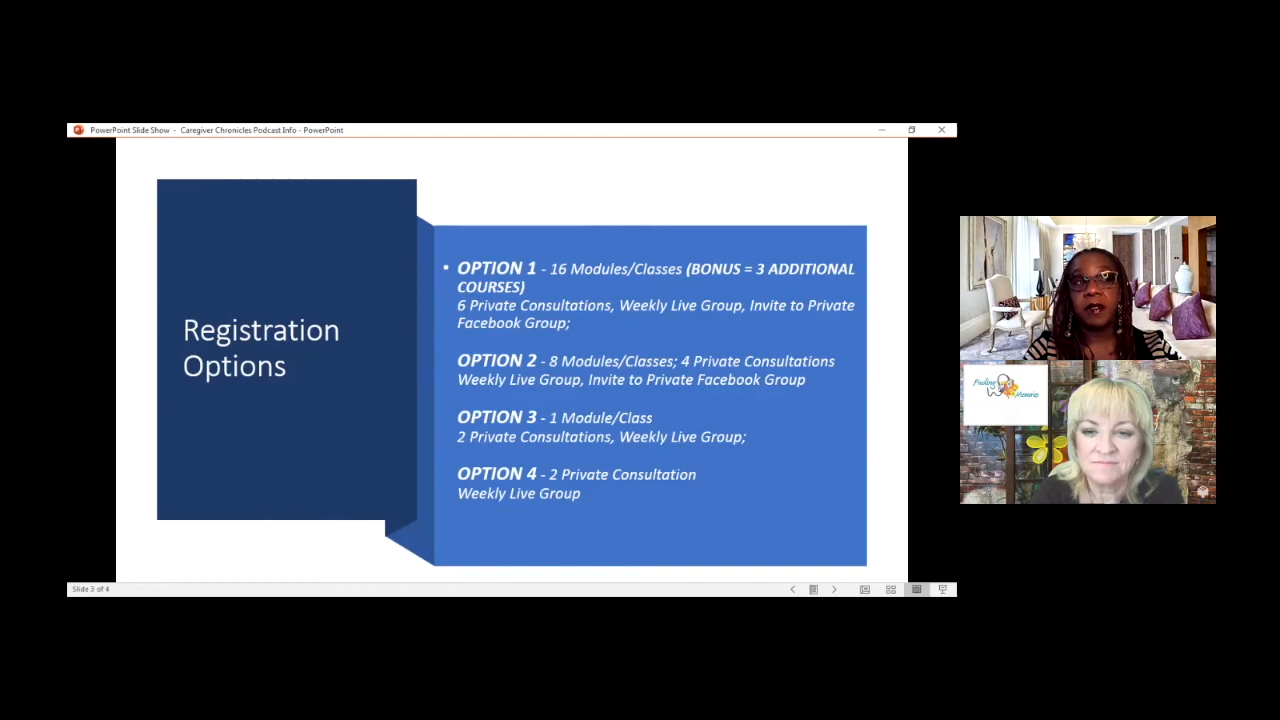 PowerPoint Slide Show - Caregiver Chronicles Podcast Info - PowerPoint
Registration
Options
• OPTION 1 - 16 Modules/Classes (BONUS = 3 ADDITIONAL
COURSES)
6 Private Consultations, Weekly Live Group, Invite to Private
Facebook Group;
OPTION 2 - 8 Modules/Classes; 4 Private Consultations
Weekly Live Group, Invite to Private Facebook Group
OPTION 3 - 1 Module/Class
2 Private Consultations, Weekly Live Group;
OPTION 4 - 2 Private Consultation
Weekly Live Group
Slide 3 of 4
Fading
Memories